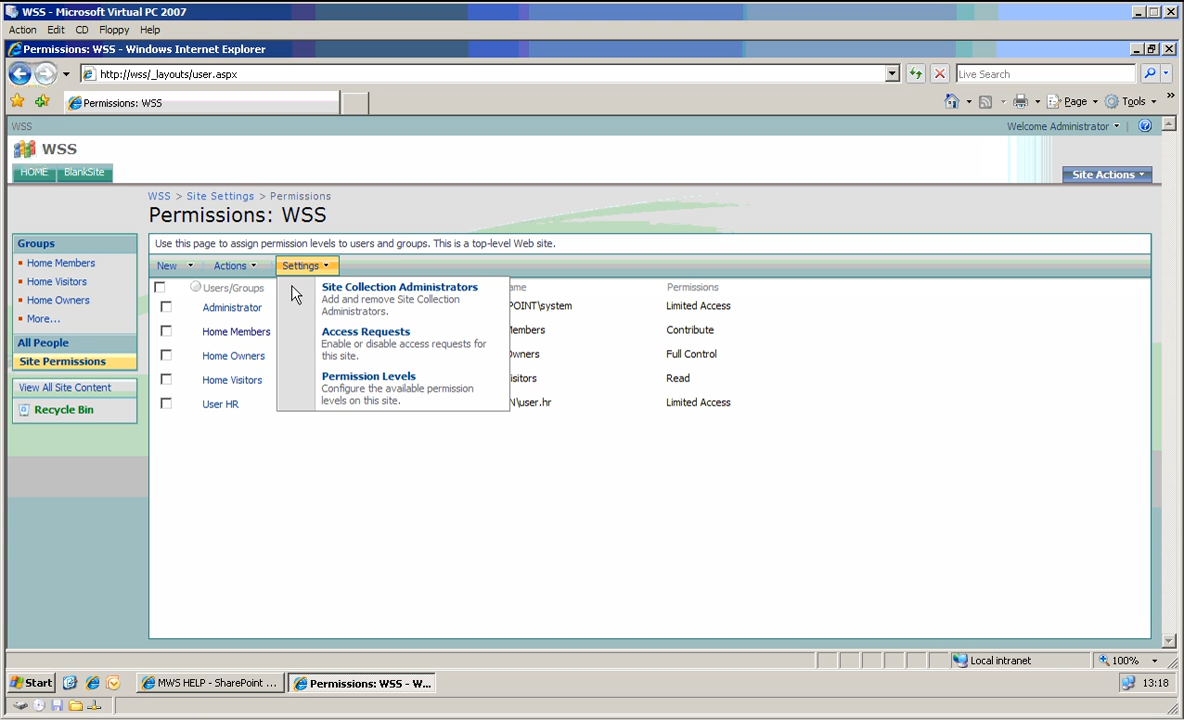 WSS - Microsoft Virtual PC 2007
Action Edit CD Floppy Help
Permissions: WSS - Windows Internet Explorer
http://wss/_layouts/user.aspx
Live Search
Permissions: WSS
Page Tools
WSS
Welcome Administrator
WSS
HOME BlankSite
Site Actions
WSS > Site Settings > Permissions
Permissions: WSS
Use this page to assign permission levels to users and groups. This is a top-level Web site.
Groups
Home Members
Home Visitors
Home Owners
More...
All People
Site Permissions
View All Site Content
Recycle Bin
New Actions Settings
Users/Groups
Permissions
Administrator
POINT\system
Limited Access
Home Members
Members
Contribute
Home Owners
Full Control
Home Visitors
Read
User HR
N\user.hr
Limited Access
Site Collection Administrators
Add and remove Site Collection
Administrators.
Access Requests
Enable or disable access requests for
this site.
Permission Levels
Configure the available permission
levels on this site.
Local intranet
100%
Start
MWS HELP - SharePoint ...
Permissions: WSS - W...
13:18